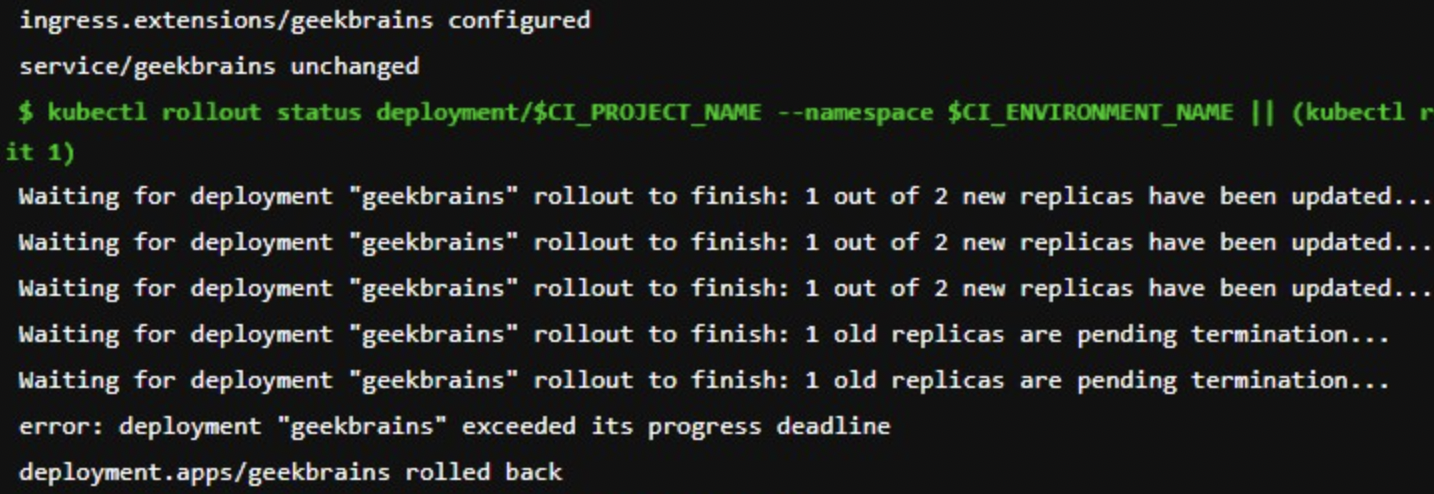 ingress.extensions/geekbrains configured
service/geekbrains unchanged
$ kubectl rollout status deployment/$CI_PROJECT_NAME --namespace $CI_ENVIRONMENT_NAME || (kubectl r
it 1)
Waiting for deployment "geekbrains" rollout to finish: 1 out of 2 new replicas have been updated...
Waiting for deployment "geekbrains" rollout to finish: 1 out of 2 new replicas have been updated...
Waiting for deployment "geekbrains" rollout to finish: 1 out of 2 new replicas have been updated...
Waiting for deployment "geekbrains" rollout to finish: 1 old replicas are pending termination...
Waiting for deployment "geekbrains" rollout to finish: 1 old replicas are pending termination...
error: deployment "geekbrains" exceeded its progress deadline
deployment.apps/geekbrains rolled back